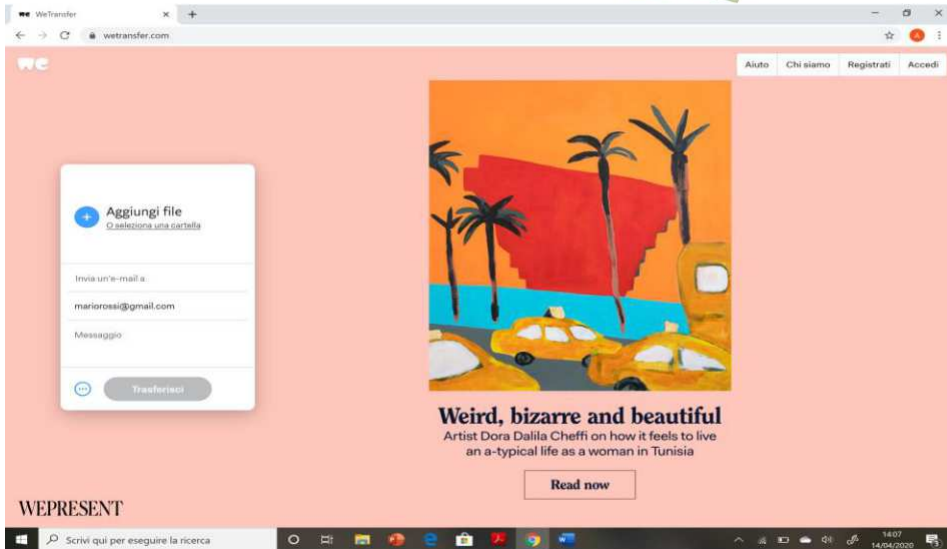 WeTransfer
wetransfer.com
we
Aiuto Chi siamo Registrati Accedi
Aggiungi file
O seleziona una cartella
Invia un'e-mail a
mariorossi@gmail.com
Messaggio
Trasferisci
Weird, bizarre and beautiful
Artist Dora Dalila Cheffi on how it feels to live
an a-typical life as a woman in Tunisia
Read now
WEPRESENT
Scrivi qui per eseguire la ricerca
14:07
14/04/2020